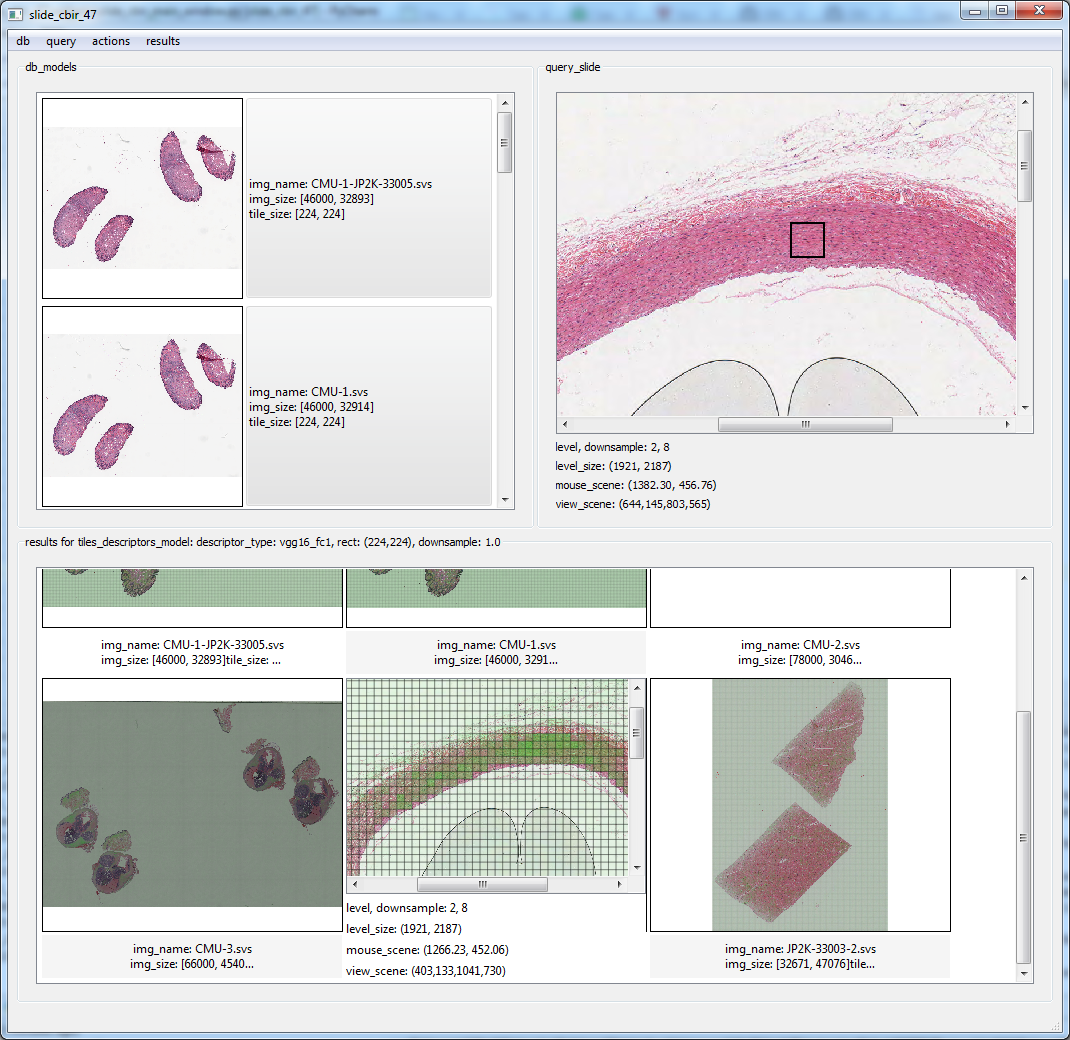 slide_cbir_47
db query actions results
db_models
img_name: CMU-1-JP2K-33005.svs
img_size: [46000, 32893]
tile_size: [224, 224]
img_name: CMU-1.svs
img_size: [46000, 32914]
tile_size: [224, 224]
query_slide
level, downsample: 2, 8
level_size: (1921, 2187)
mouse_scene: (1382.30, 456.76)
view_scene: (644,145,803,565)
results for tiles_descriptors_model: descriptor_type: vgg16_fc1, rect: (224,224), downsample: 1.0
img_name: CMU-1-JP2K-33005.svs
img_size: [46000, 32893]tile_size: ...
img_name: CMU-1.svs
img_size: [46000, 3291...
img_name: CMU-2.svs
img_size: [78000, 3046...
img_name: CMU-3.svs
img_size: [66000, 4540...
level, downsample: 2, 8
level_size: (1921, 2187)
mouse_scene: (1266.23, 452.06)
view_scene: (403,133,1041,730)
img_name: JP2K-33003-2.svs
img_size: [32671, 47076]tile...